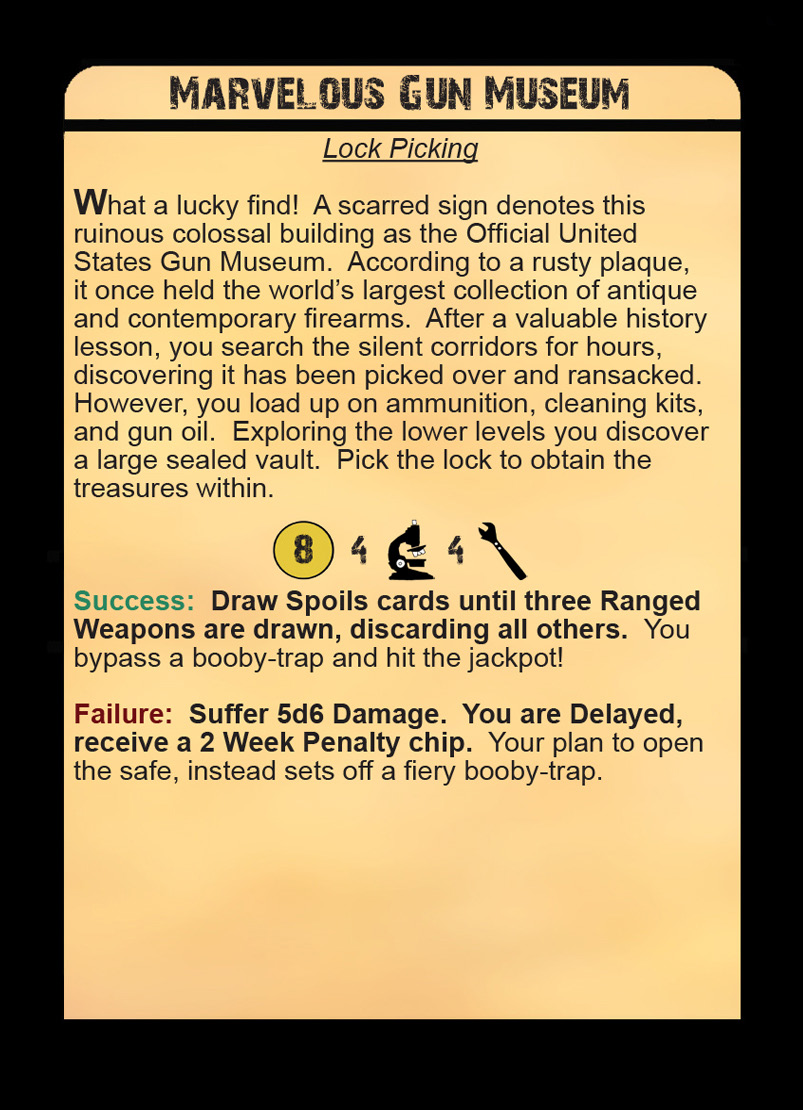 Marvelous Gun Museum
Lock Picking
What a lucky find!  A scarred sign denotes this
ruinous colossal building as the Official United
States Gun Museum.  According to a rusty plaque,
it once held the world’s largest collection of antique
and contemporary firearms.  After a valuable history
lesson, you search the silent corridors for hours,
discovering it has been picked over and ransacked.
However, you load up on ammunition, cleaning kits,
and gun oil.  Exploring the lower levels you discover
a large sealed vault.  Pick the lock to obtain the
treasures within.
8 4 4
Success:  Draw Spoils cards until three Ranged
Weapons are drawn, discarding all others.  You
bypass a booby-trap and hit the jackpot!
Failure:  Suffer 5d6 Damage.  You are Delayed,
receive a 2 Week Penalty chip.  Your plan to open
the safe, instead sets off a fiery booby-trap.